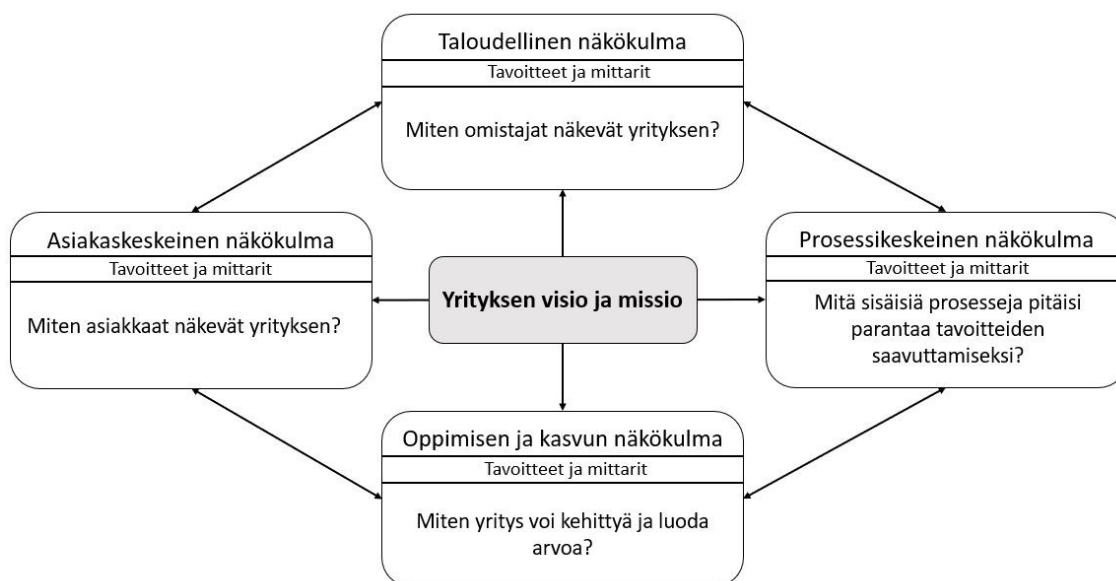 Taloudellinen näkökulma
Tavoitteet ja mittarit
Miten omistajat näkevät yrityksen?
Asiakaskeskeinen näkökulma
Tavoitteet ja mittarit
Miten asiakkaat näkevät yrityksen?
Yrityksen visio ja missio
Prosessikeskeinen näkökulma
Tavoitteet ja mittarit
Mitä sisäisiä prosesseja pitäisi
parantaa tavoitteiden
saavuttamiseksi?
Oppimisen ja kasvun näkökulma
Tavoitteet ja mittarit
Miten yritys voi kehittyä ja luoda
arvoa?